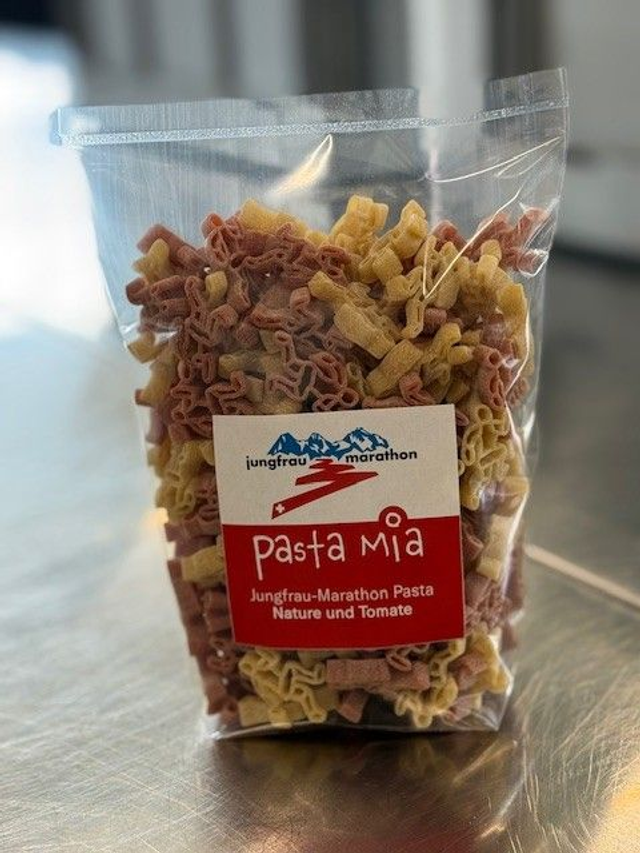 jungfrau marathon
pasta mia
Jungfrau-Marathon Pasta
Nature und Tomate